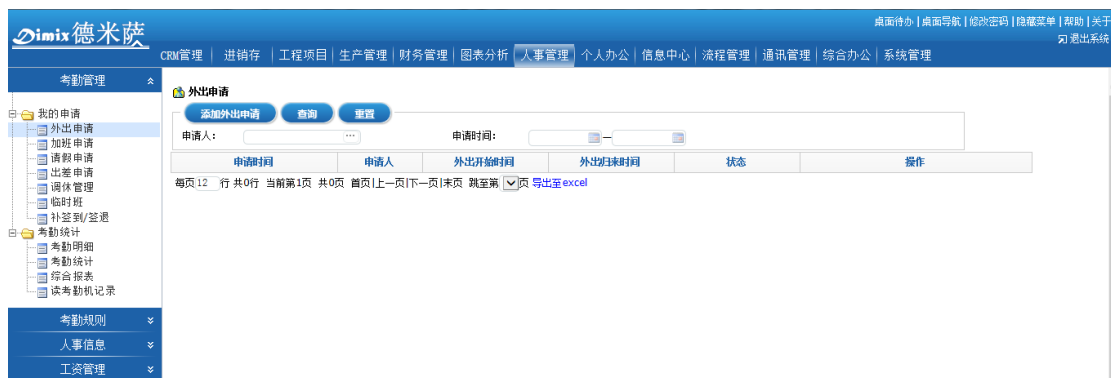 Dimix德米萨
桌面待办 | 桌面导航 | 修改密码 | 隐藏菜单 | 帮助 | 关于
退出系统
CRM管理 | 进销存 | 工程项目 | 生产管理 | 财务管理 | 图表分析 | 人事管理 | 个人办公 | 信息中心 | 流程管理 | 通讯管理 | 综合办公 | 系统管理
考勤管理
我的申请
外出申请
加班申请
请假申请
出差申请
调休管理
临时班
补签到/签退
考勤统计
考勤明细
考勤统计
综合报表
读考勤机记录
考勤规则
人事信息
工资管理
外出申请
添加外出申请 查询 重置
申请人: ... 申请时间: —
申请时间 申请人 外出开始时间 外出归来时间 状态 操作
每页12 行 共0行 当前第1页 共0页 首页|上一页|下一页|末页 跳至第 页 导出至excel